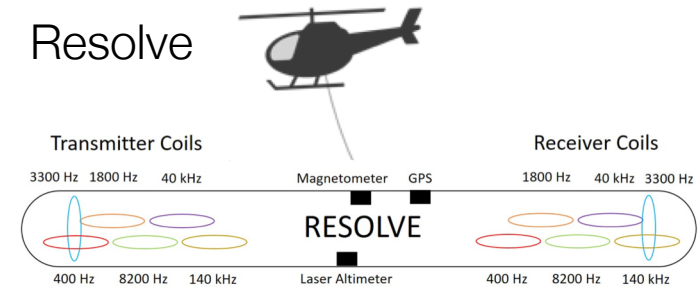 Resolve
Transmitter Coils
Receiver Coils
3300 Hz 1800 Hz 40 kHz Magnetometer GPS 1800 Hz 40 kHz 3300 Hz
RESOLVE
400 Hz 8200 Hz 140 kHz Laser Altimeter 400 Hz 8200 Hz 140 kHz